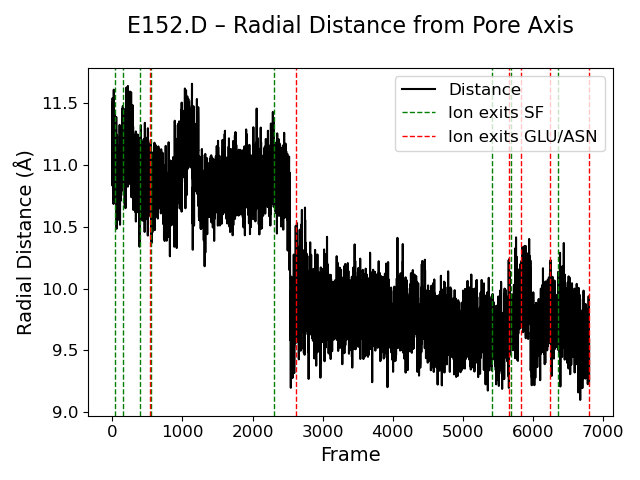 E152.D – Radial Distance from Pore Axis
Distance
Ion exits SF
Ion exits GLU/ASN
Radial Distance (Å)
11.5
11.0
10.5
10.0
9.5
9.0
0 1000 2000 3000 4000 5000 6000 7000
Frame